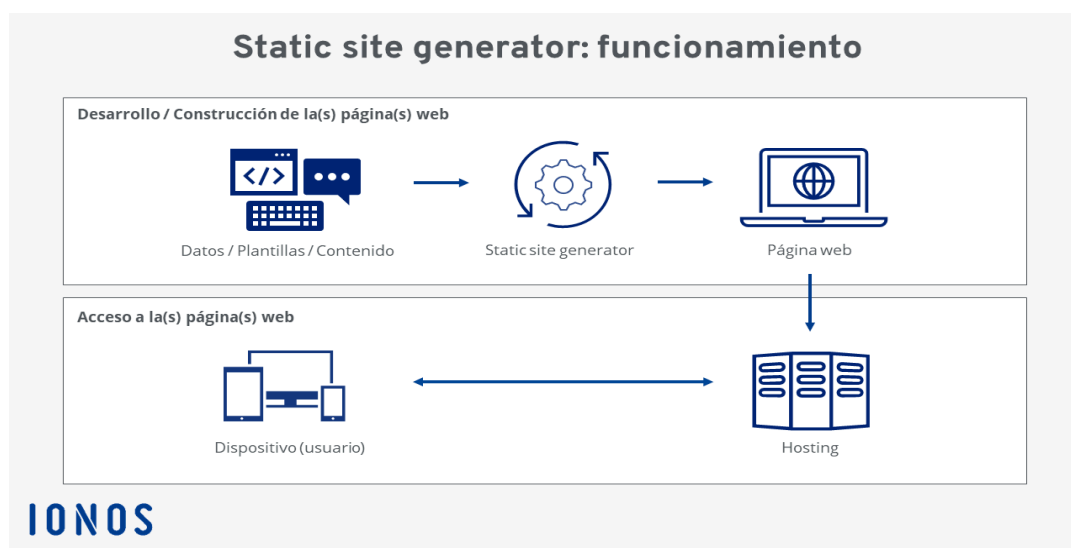 Static site generator: funcionamiento
Desarrollo / Construcción de la(s) página(s) web
</>
Datos / Plantillas / Contenido
Static site generator
Página web
Acceso a la(s) página(s) web
Dispositivo (usuario)
Hosting
IONOS